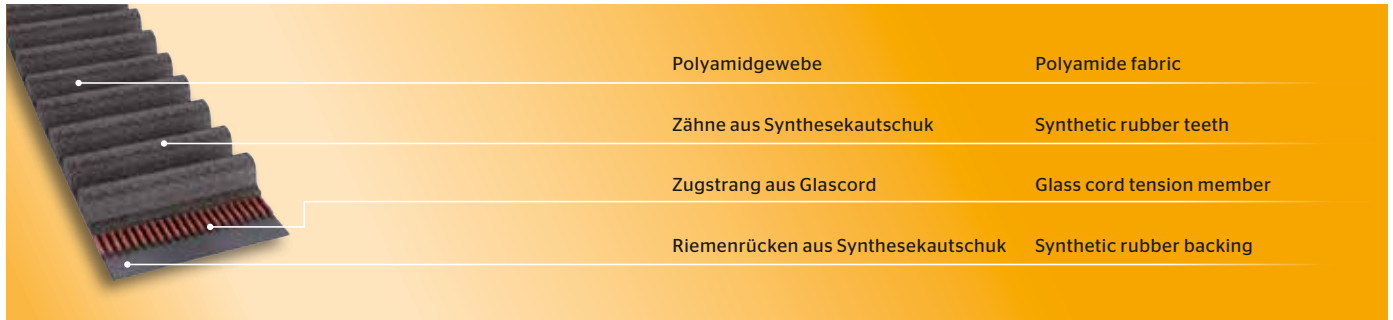 Polyamidgewebe Polyamide fabric
Zähne aus Synthesekautschuk Synthetic rubber teeth
Zugstrang aus Glascord Glass cord tension member
Riemenrücken aus Synthesekautschuk Synthetic rubber backing